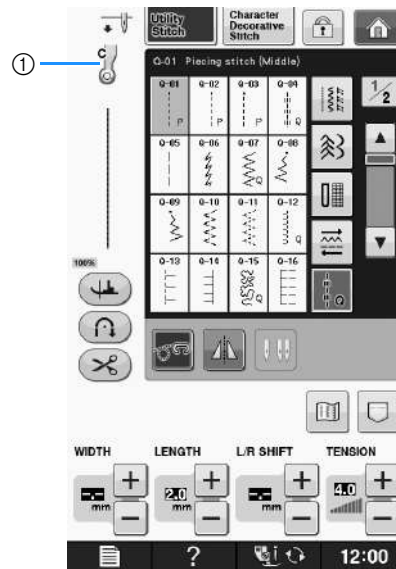 Utility Stitch
Character Decorative Stitch
1
C
Q-01 Piecing stitch (Middle)
1/2
Q-01 Q-02 Q-03 Q-04
P P P Q
Q-05 Q-06 Q-07 Q-08
Q
Q-09 Q-10 Q-11 Q-12
Q
Q-13 Q-14 Q-15 Q-16
Q
Q
100%
WIDTH LENGTH L/R SHIFT TENSION
-.- 2.0 -.- 4.0
mm mm mm
? 12:00